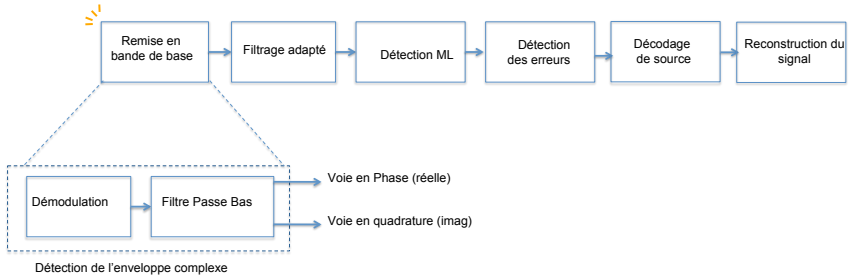 Remise en
bande de base
Filtrage adapté
Détection ML
Détection
des erreurs
Décodage
de source
Reconstruction du
signal
Démodulation
Filtre Passe Bas
Voie en Phase (réelle)
Voie en quadrature (imag)
Détection de l'enveloppe complexe